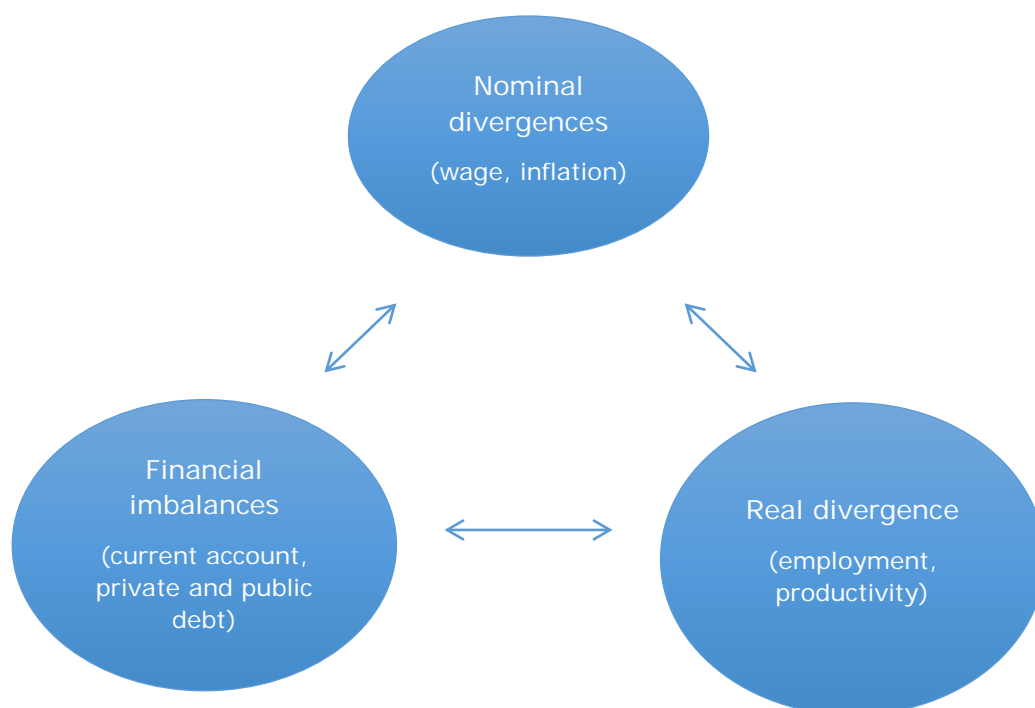 Nominal
divergences
(wage, inflation)
Financial
imbalances
(current account,
private and public
debt)
Real divergence
(employment,
productivity)